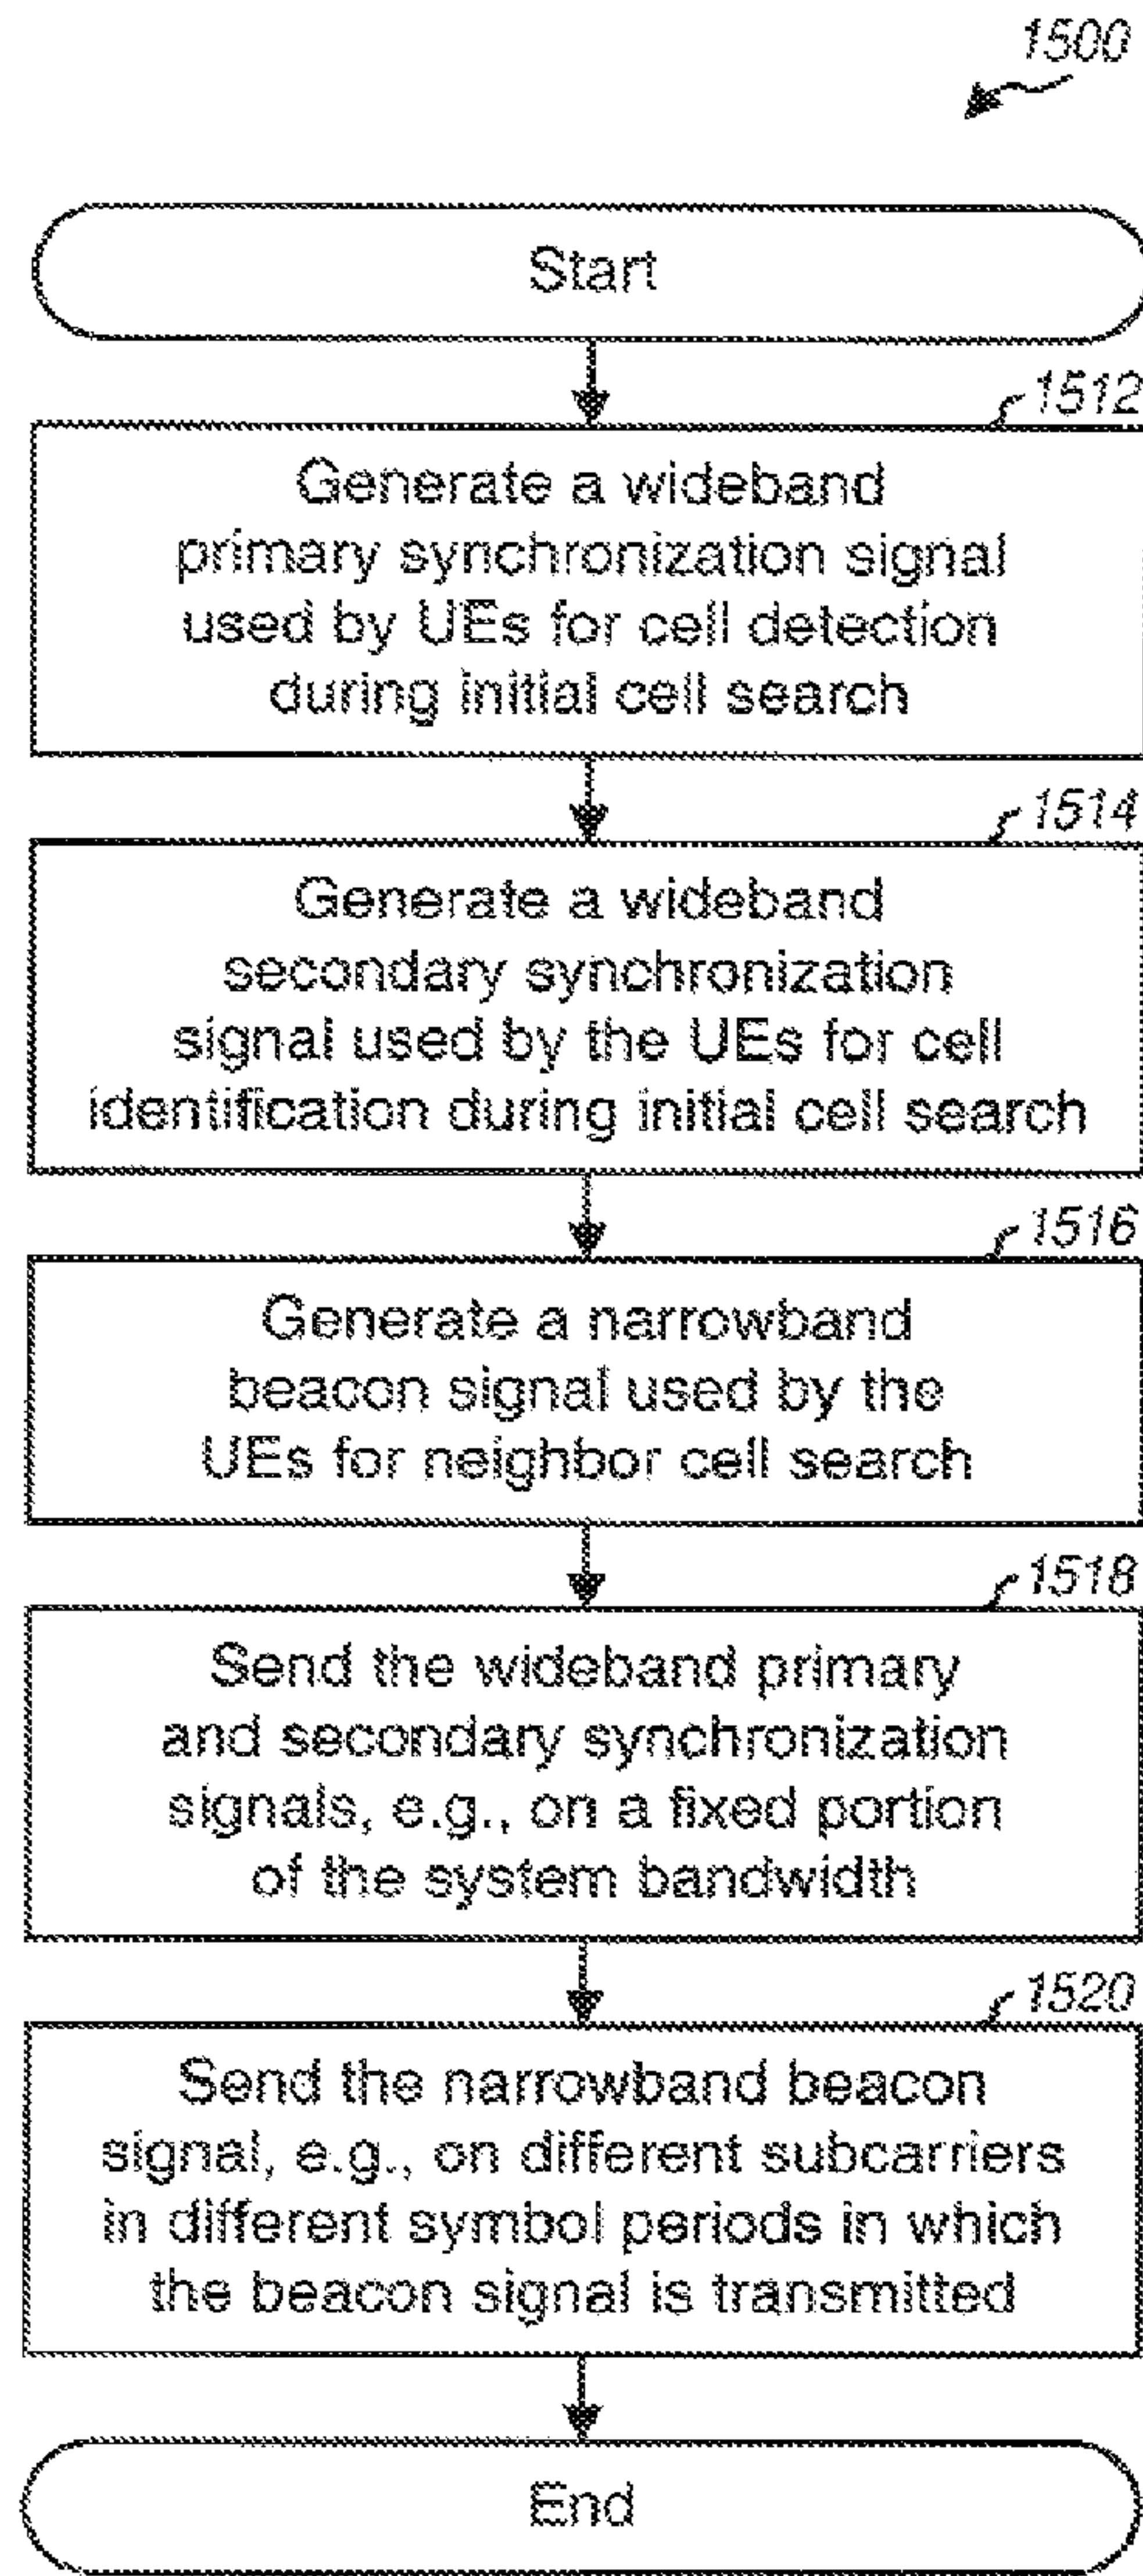 1500
Start
1512
Generate a wideband
primary synchronization signal
used by UEs for cell detection
during initial cell search
1514
Generate a wideband
secondary synchronization
signal used by the UEs for cell
identification during initial cell search
1516
Generate a narrowband
beacon signal used by the
UEs for neighbor cell search
1518
Send the wideband primary
and secondary synchronization
signals, e.g., on a fixed portion
of the system bandwidth
1520
Send the narrowband beacon
signal, e.g., on different subcarriers
in different symbol periods in which
the beacon signal is transmitted
End